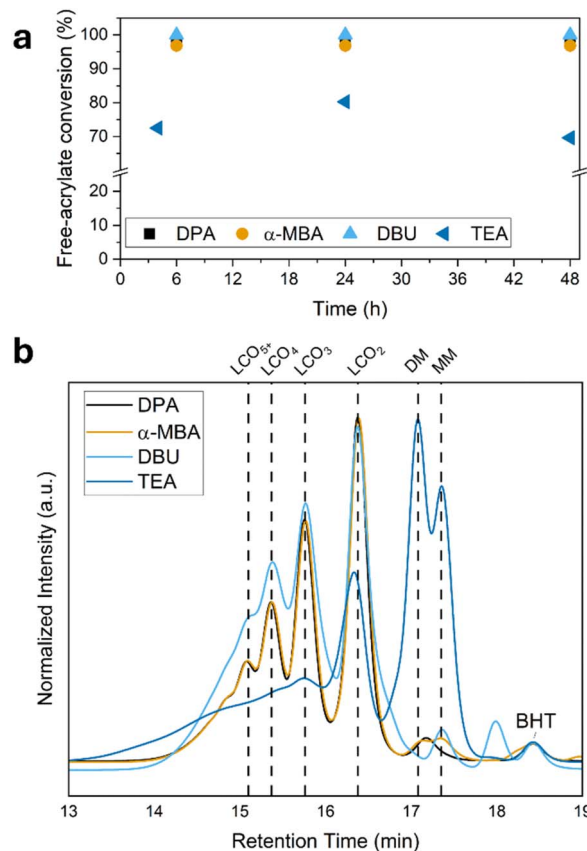 a
Free-acrylate conversion (%)
100
90
80
70
20
10
0
DPA α-MBA DBU TEA
0 6 12 18 24 30 36 42 48
Time (h)
b
LCO₅₊ LCO₄ LCO₃ LCO₂ DM MM
DPA
α-MBA
DBU
TEA
Normalized Intensity (a.u.)
BHT
13 14 15 16 17 18 19
Retention Time (min)